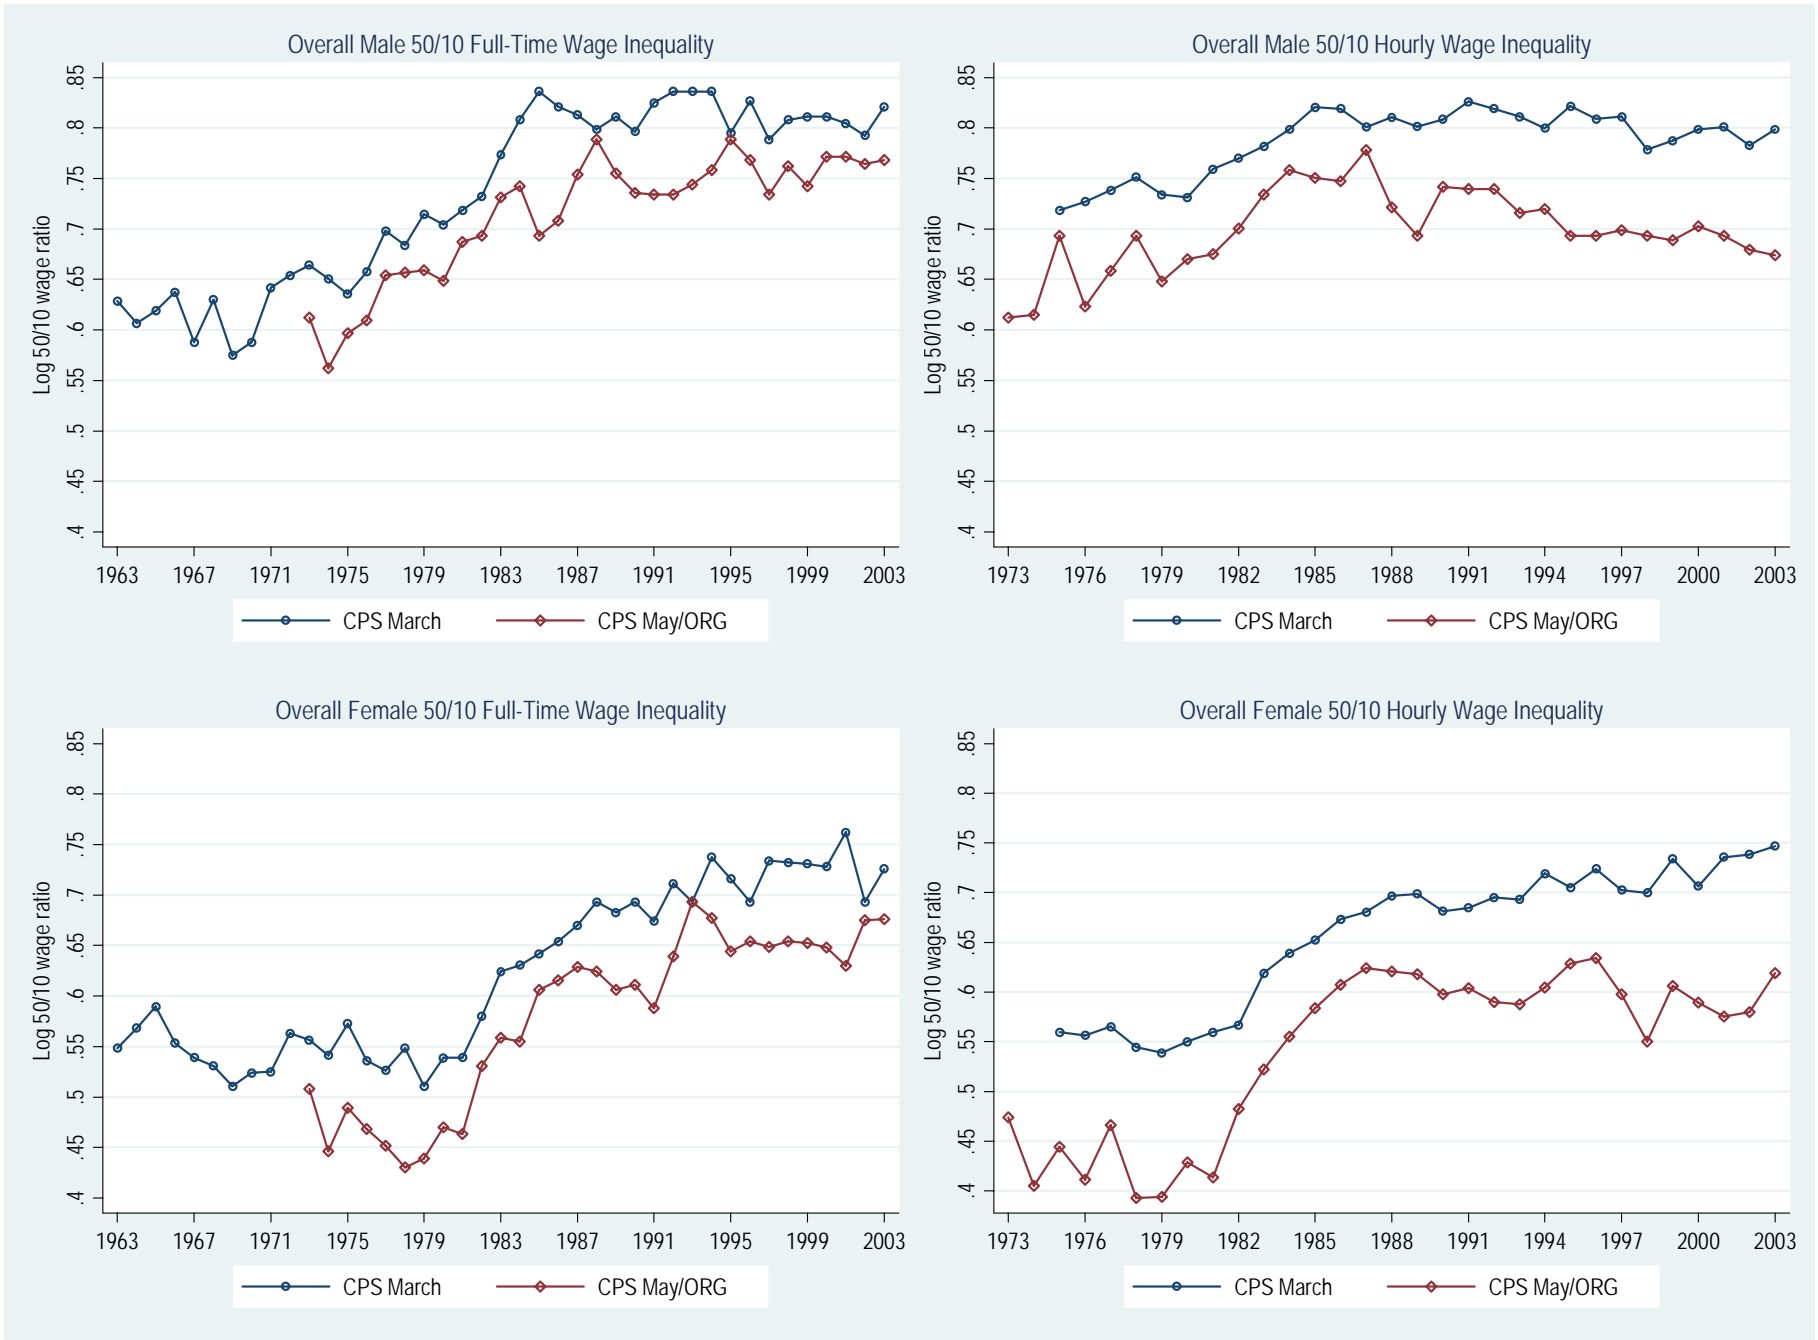 Overall Male 50/10 Full-Time Wage Inequality
Log 50/10 wage ratio
.85
.8
.75
.7
.65
.6
.55
.5
.45
.4
1963 1967 1971 1975 1979 1983 1987 1991 1995 1999 2003
CPS March CPS May/ORG
Overall Male 50/10 Hourly Wage Inequality
Log 50/10 wage ratio
.85
.8
.75
.7
.65
.6
.55
.5
.45
.4
1973 1976 1979 1982 1985 1988 1991 1994 1997 2000 2003
CPS March CPS May/ORG
Overall Female 50/10 Full-Time Wage Inequality
Log 50/10 wage ratio
.85
.8
.75
.7
.65
.6
.55
.5
.45
.4
1963 1967 1971 1975 1979 1983 1987 1991 1995 1999 2003
CPS March CPS May/ORG
Overall Female 50/10 Hourly Wage Inequality
Log 50/10 wage ratio
.85
.8
.75
.7
.65
.6
.55
.5
.45
.4
1973 1976 1979 1982 1985 1988 1991 1994 1997 2000 2003
CPS March CPS May/ORG